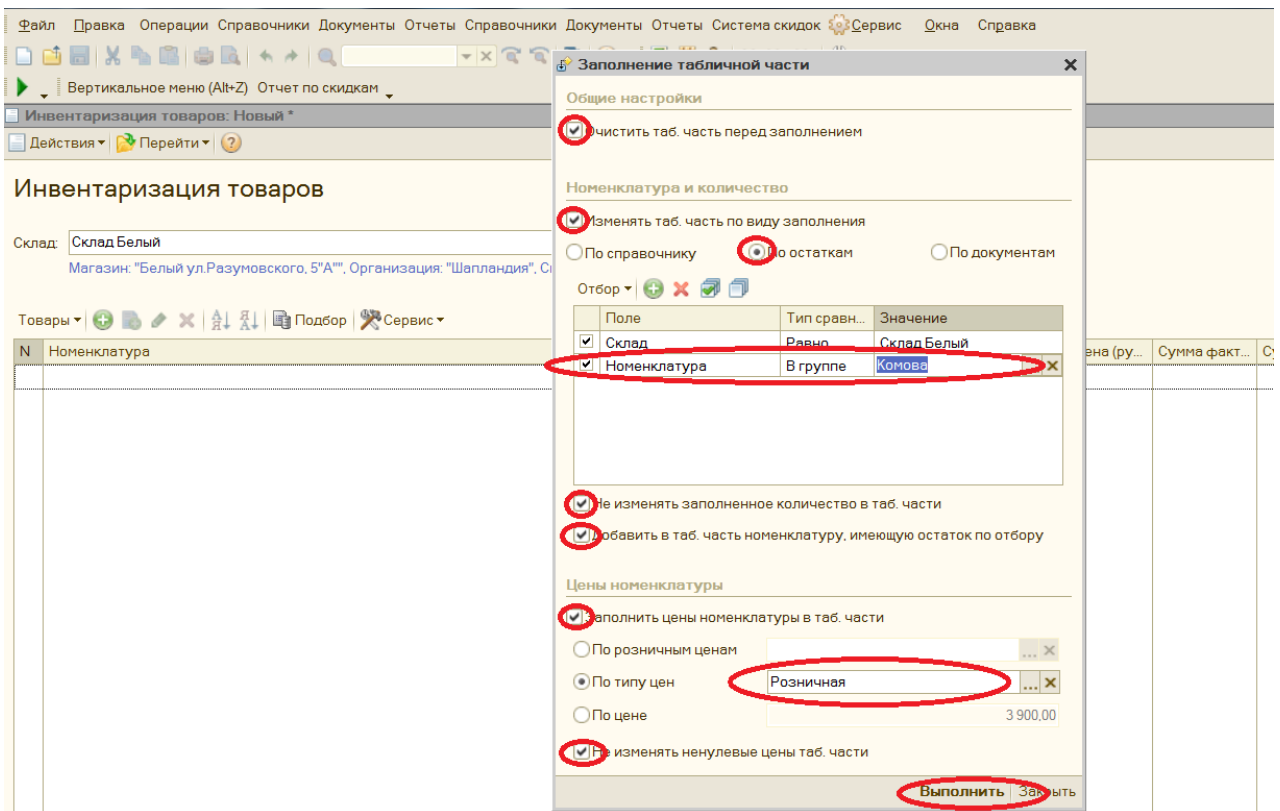 Файл Правка Операции Справочники Документы Отчеты Справочники Документы Отчеты Система скидок Сервис Окна Справка
Вертикальное меню (Alt+Z) Отчет по скидкам
Инвентаризация товаров: Новый *
Действия Перейти
Инвентаризация товаров
Склад: Склад Белый
Магазин: "Белый ул.Разумовского, 5"А"", Организация: "Шапландия",
Товары Подбор Сервис
N Номенклатура
ена (ру... Сумма факт...
Заполнение табличной части
Общие настройки
Очистить таб. часть перед заполнением
Номенклатура и количество
Изменять таб. часть по виду заполнения
По справочнику По остаткам По документам
Отбор
Поле Тип сравн... Значение
Склад Равно Склад Белый
Номенклатура В группе Комова
Не изменять заполненное количество в таб. части
Добавить в таб. часть номенклатуру, имеющую остаток по отбору
Цены номенклатуры
Заполнить цены номенклатуры в таб. части
По розничным ценам ...
По типу цен Розничная ...
По цене 3 900,00
Не изменять ненулевые цены таб. части
Выполнить Закрыть